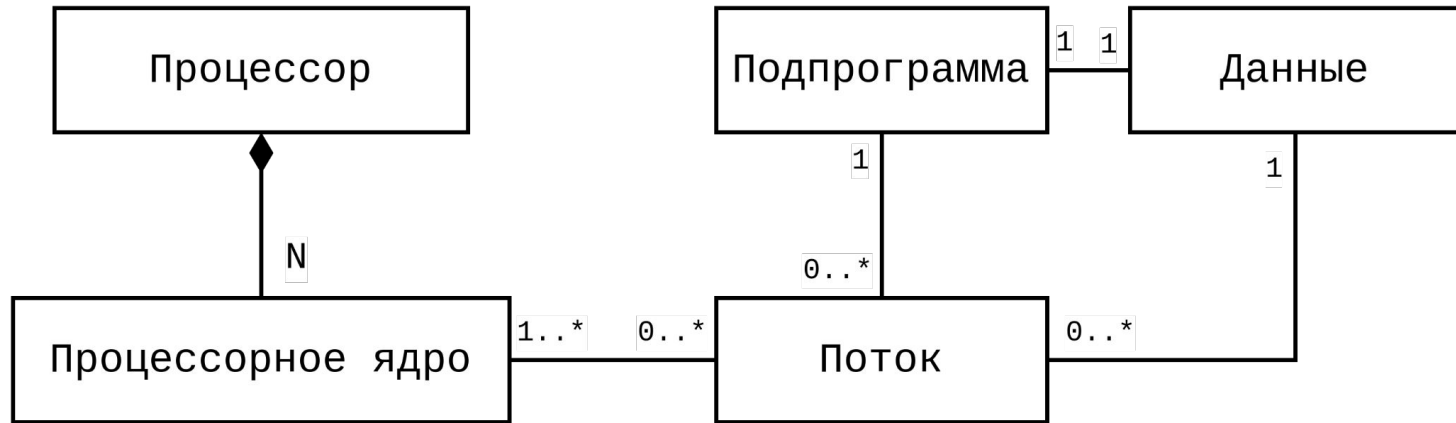 Процессор
Подпрограмма
1 1
Данные
1
1
N
0..*
Процессорное ядро
1..* 0..*
Поток
0..*